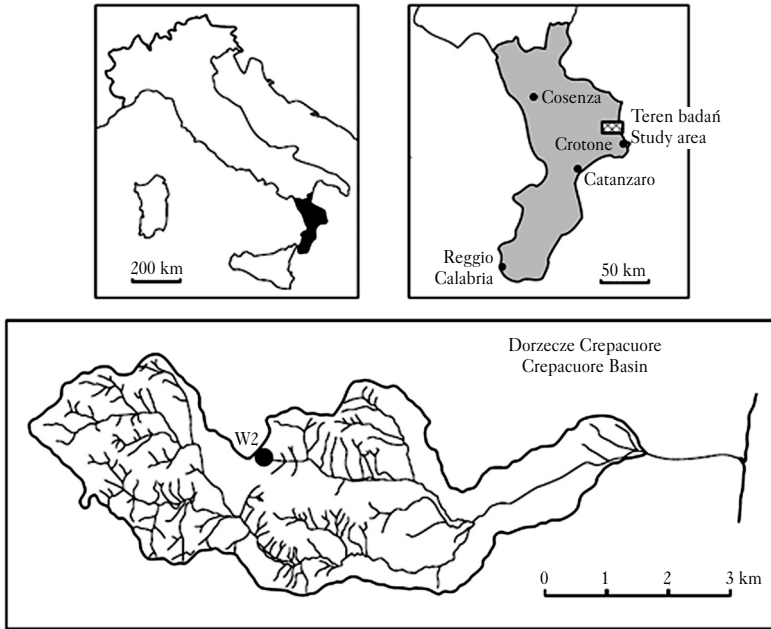 200 km
Cosenza
Teren badań
Study area
Crotone
Catanzaro
Reggio
Calabria
50 km
Dorzecze Crepacuore
Crepacuore Basin
W2
0 1 2 3 km